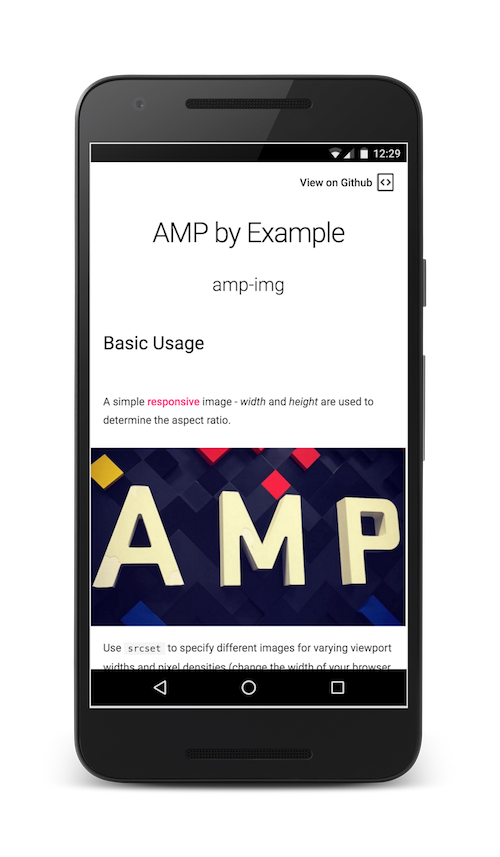 12:29
View on Github
AMP by Example
amp-img
Basic Usage
A simple responsive image - width and height are used to
determine the aspect ratio.
AMP
Use srcset to specify different images for varying viewport
widths and pixel densities (change the width of your browser